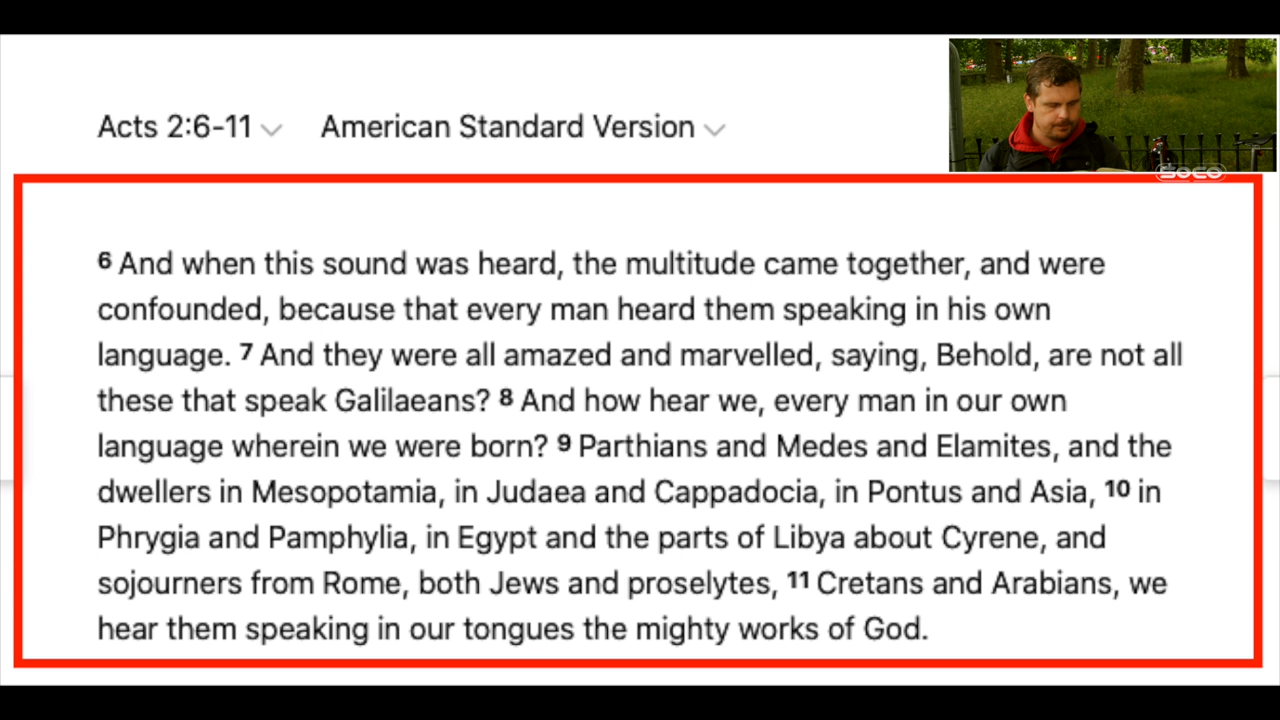 Acts 2:6-11 American Standard Version
SOCO
6 And when this sound was heard, the multitude came together, and were
confounded, because that every man heard them speaking in his own
language. 7 And they were all amazed and marvelled, saying, Behold, are not all
these that speak Galilaeans? 8 And how hear we, every man in our own
language wherein we were born? 9 Parthians and Medes and Elamites, and the
dwellers in Mesopotamia, in Judaea and Cappadocia, in Pontus and Asia, 10 in
Phrygia and Pamphylia, in Egypt and the parts of Libya about Cyrene, and
sojourners from Rome, both Jews and proselytes, 11 Cretans and Arabians, we
hear them speaking in our tongues the mighty works of God.